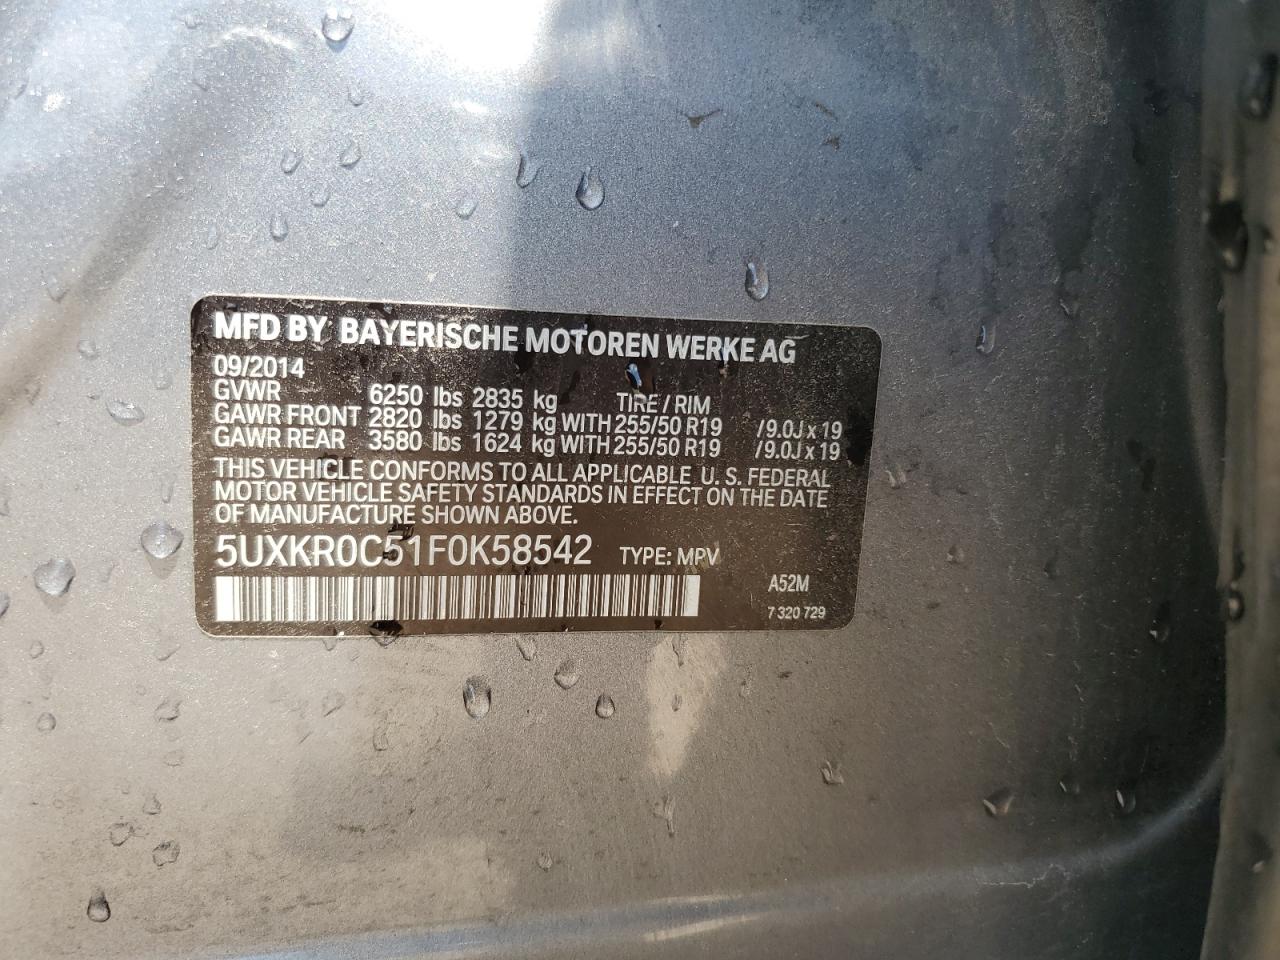 MFD BY BAYERISCHE MOTOREN WERKE AG
09/2014
GVWR 6250 lbs 2835 kg TIRE / RIM
GAWR FRONT 2820 lbs 1279 kg WITH 255/50 R19 /9.0J x 19
GAWR REAR 3580 lbs 1624 kg WITH 255/50 R19 /9.0J x 19
THIS VEHICLE CONFORMS TO ALL APPLICABLE U. S. FEDERAL
MOTOR VEHICLE SAFETY STANDARDS IN EFFECT ON THE DATE
OF MANUFACTURE SHOWN ABOVE.
5UXKR0C51F0K58542 TYPE: MPV
A52M
7 320 729